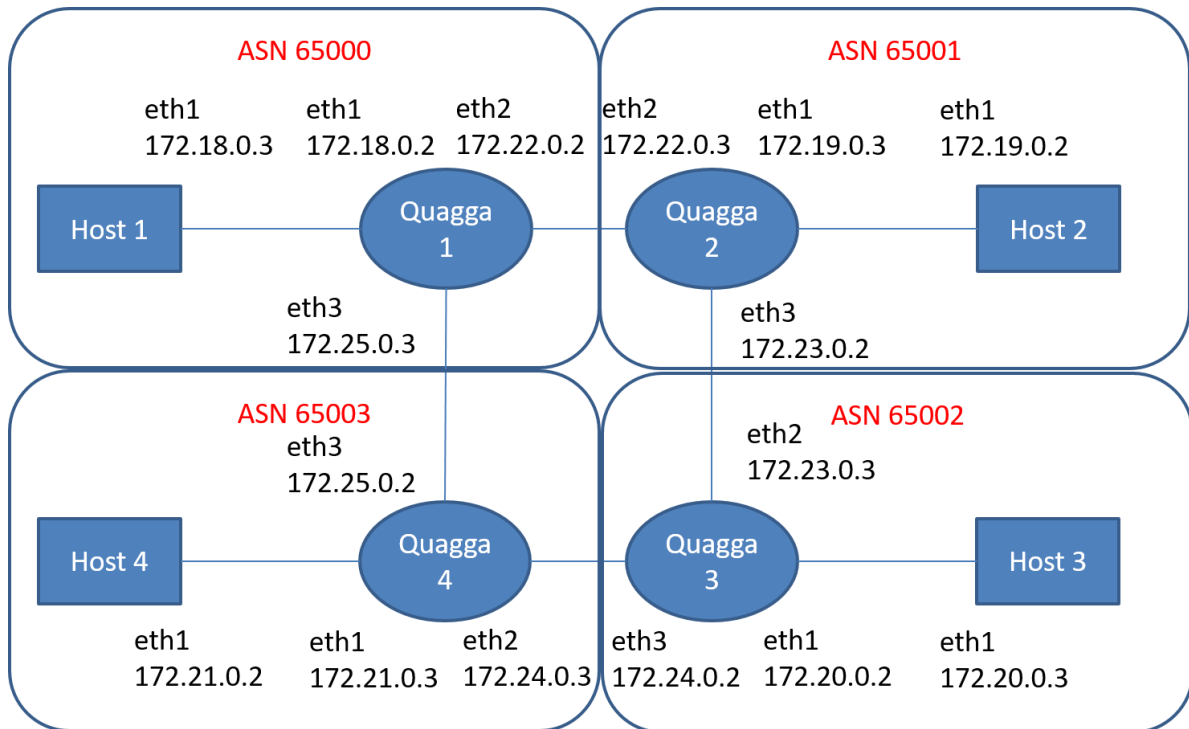 ASN 65000
ASN 65001
eth1
172.18.0.3
eth1
172.18.0.2
eth2
172.22.0.2
eth2
172.22.0.3
eth1
172.19.0.3
eth1
172.19.0.2
Host 1
Quagga
1
Quagga
2
Host 2
eth3
172.25.0.3
eth3
172.23.0.2
ASN 65003
ASN 65002
eth3
172.25.0.2
eth2
172.23.0.3
Host 4
Quagga
4
Quagga
3
Host 3
eth1
172.21.0.2
eth1
172.21.0.3
eth2
172.24.0.3
eth3
172.24.0.2
eth1
172.20.0.2
eth1
172.20.0.3